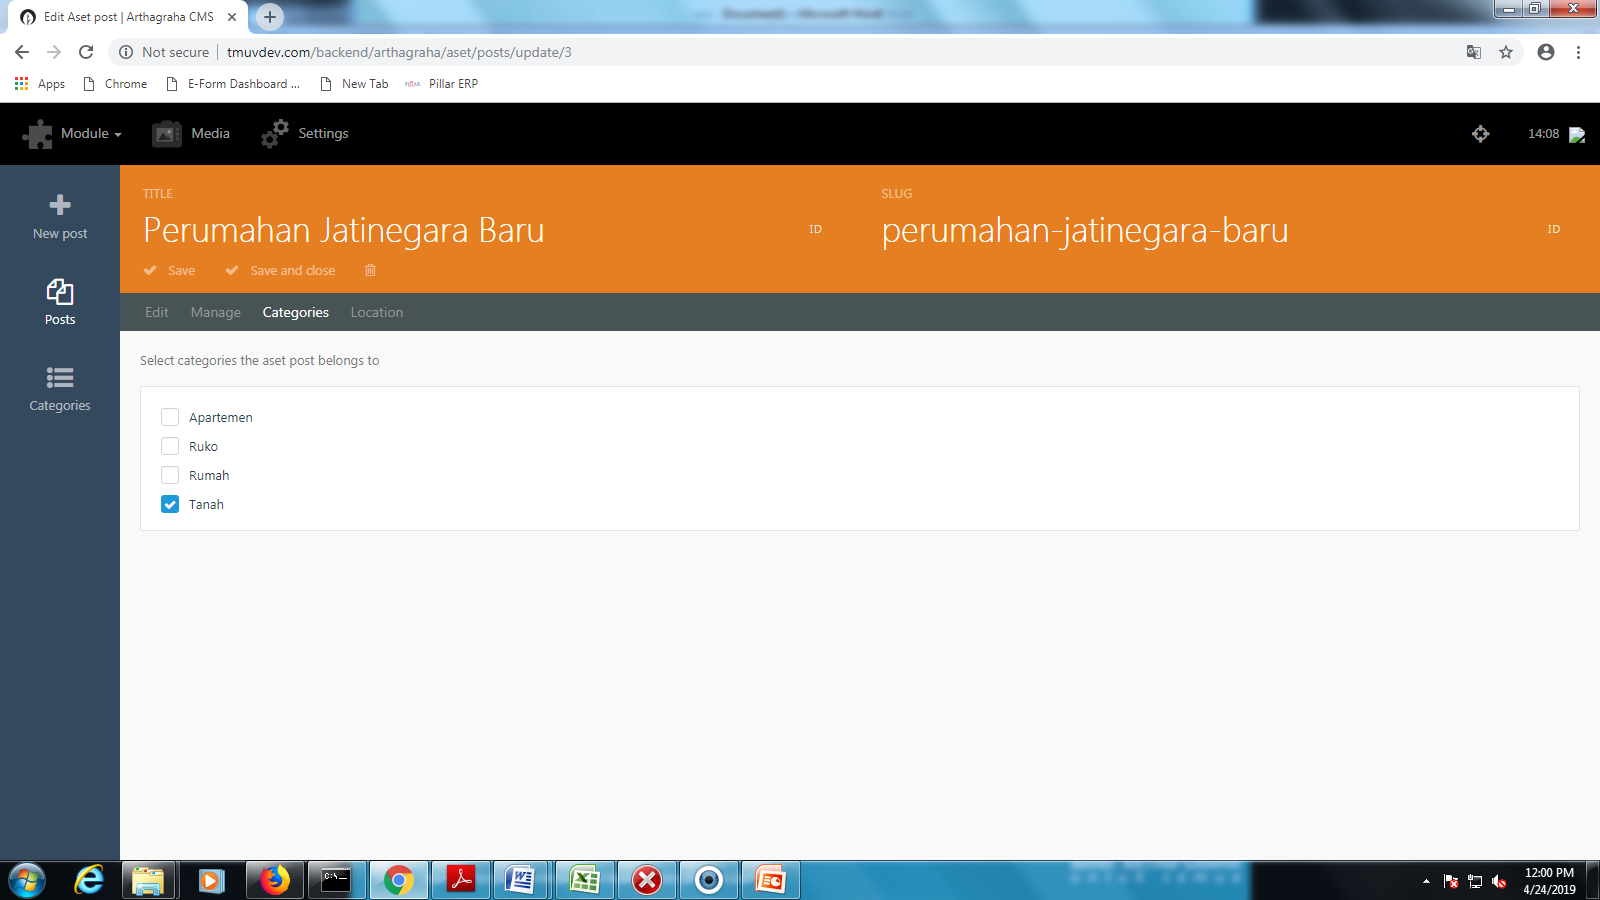 Edit Aset post | Arthagraha CMS
Not secure
tmuvdev.com/backend/arthagraha/aset/posts/update/3
Apps
Chrome
E-Form Dashboard ...
New Tab
Pillar ERP
Module
Media
Settings
14:08
New post
Posts
Categories
TITLE
SLUG
Perumahan Jatinegara Baru
ID
perumahan-jatinegara-baru
ID
Save
Save and close
Edit
Manage
Categories
Location
Select categories the aset post belongs to
Apartemen
Ruko
Rumah
Tanah
12:00 PM
4/24/2019